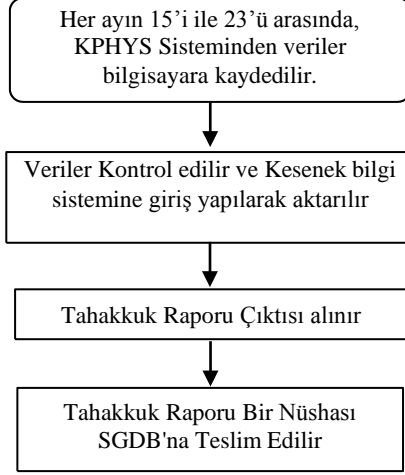 Her ayın 15’i ile 23’ü arasında,
KPHYS Sisteminden veriler
bilgisayara kaydedilir.
Veriler Kontrol edilir ve Kesenek bilgi
sistemine giriş yapılarak aktarılır
Tahakkuk Raporu Çıktısı alınır
Tahakkuk Raporu Bir Nüshası
SGDB'na Teslim Edilir